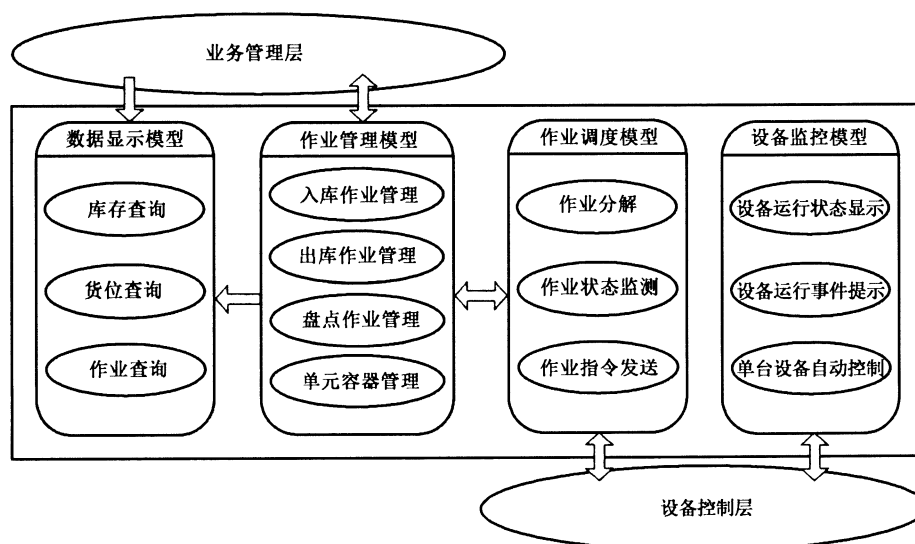 业务管理层
数据显示模型
库存查询
货位查询
作业查询
作业管理模型
入库作业管理
出库作业管理
盘点作业管理
单元容器管理
作业调度模型
作业分解
作业状态监测
作业指令发送
设备监控模型
设备运行状态显示
设备运行事件提示
单台设备自动控制
设备控制层